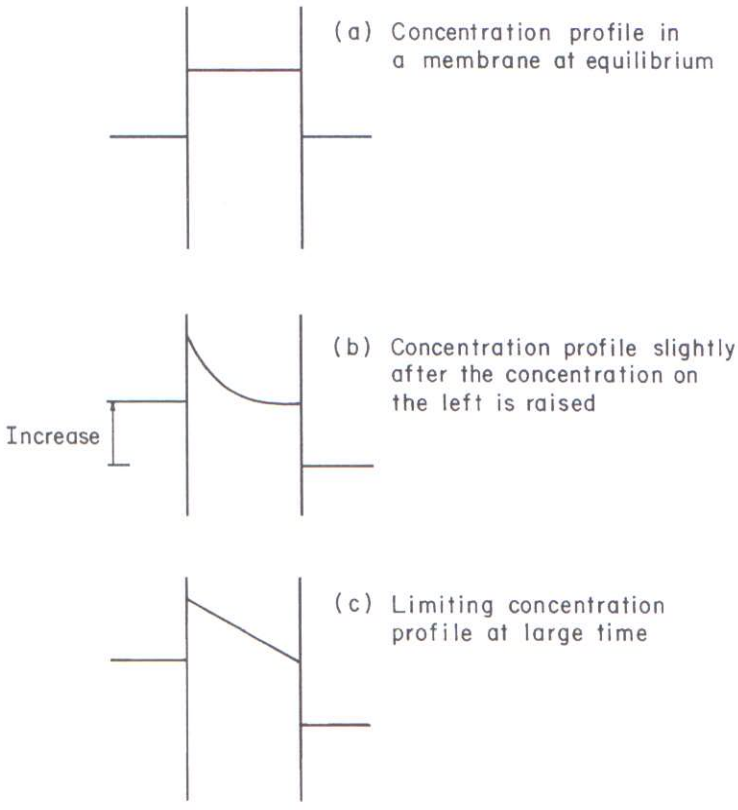 (a) Concentration profile in
a membrane at equilibrium
(b) Concentration profile slightly
after the concentration on
the left is raised
Increase
(c) Limiting concentration
profile at large time